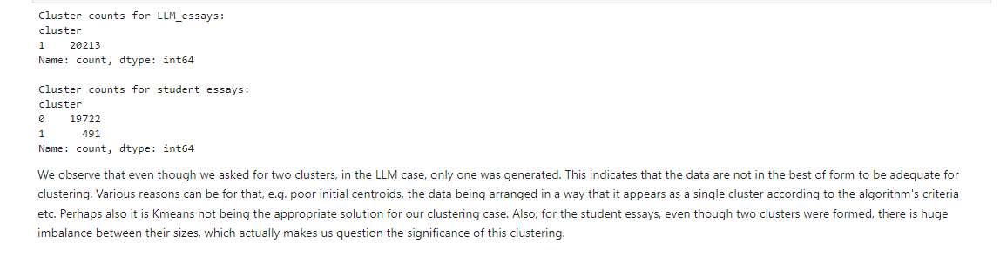 Cluster counts for LLM_essays:
cluster
1    20213
Name: count, dtype: int64
Cluster counts for student_essays:
cluster
0    19722
1      491
Name: count, dtype: int64
We observe that even though we asked for two clusters, in the LLM case, only one was generated. This indicates that the data are not in the best of form to be adequate for
clustering. Various reasons can be for that, e.g. poor initial centroids, the data being arranged in a way that it appears as a single cluster according to the algorithm's criteria
etc. Perhaps also it is Kmeans not being the appropriate solution for our clustering case. Also, for the student essays, even though two clusters were formed, there is huge
imbalance between their sizes, which actually makes us question the significance of this clustering.